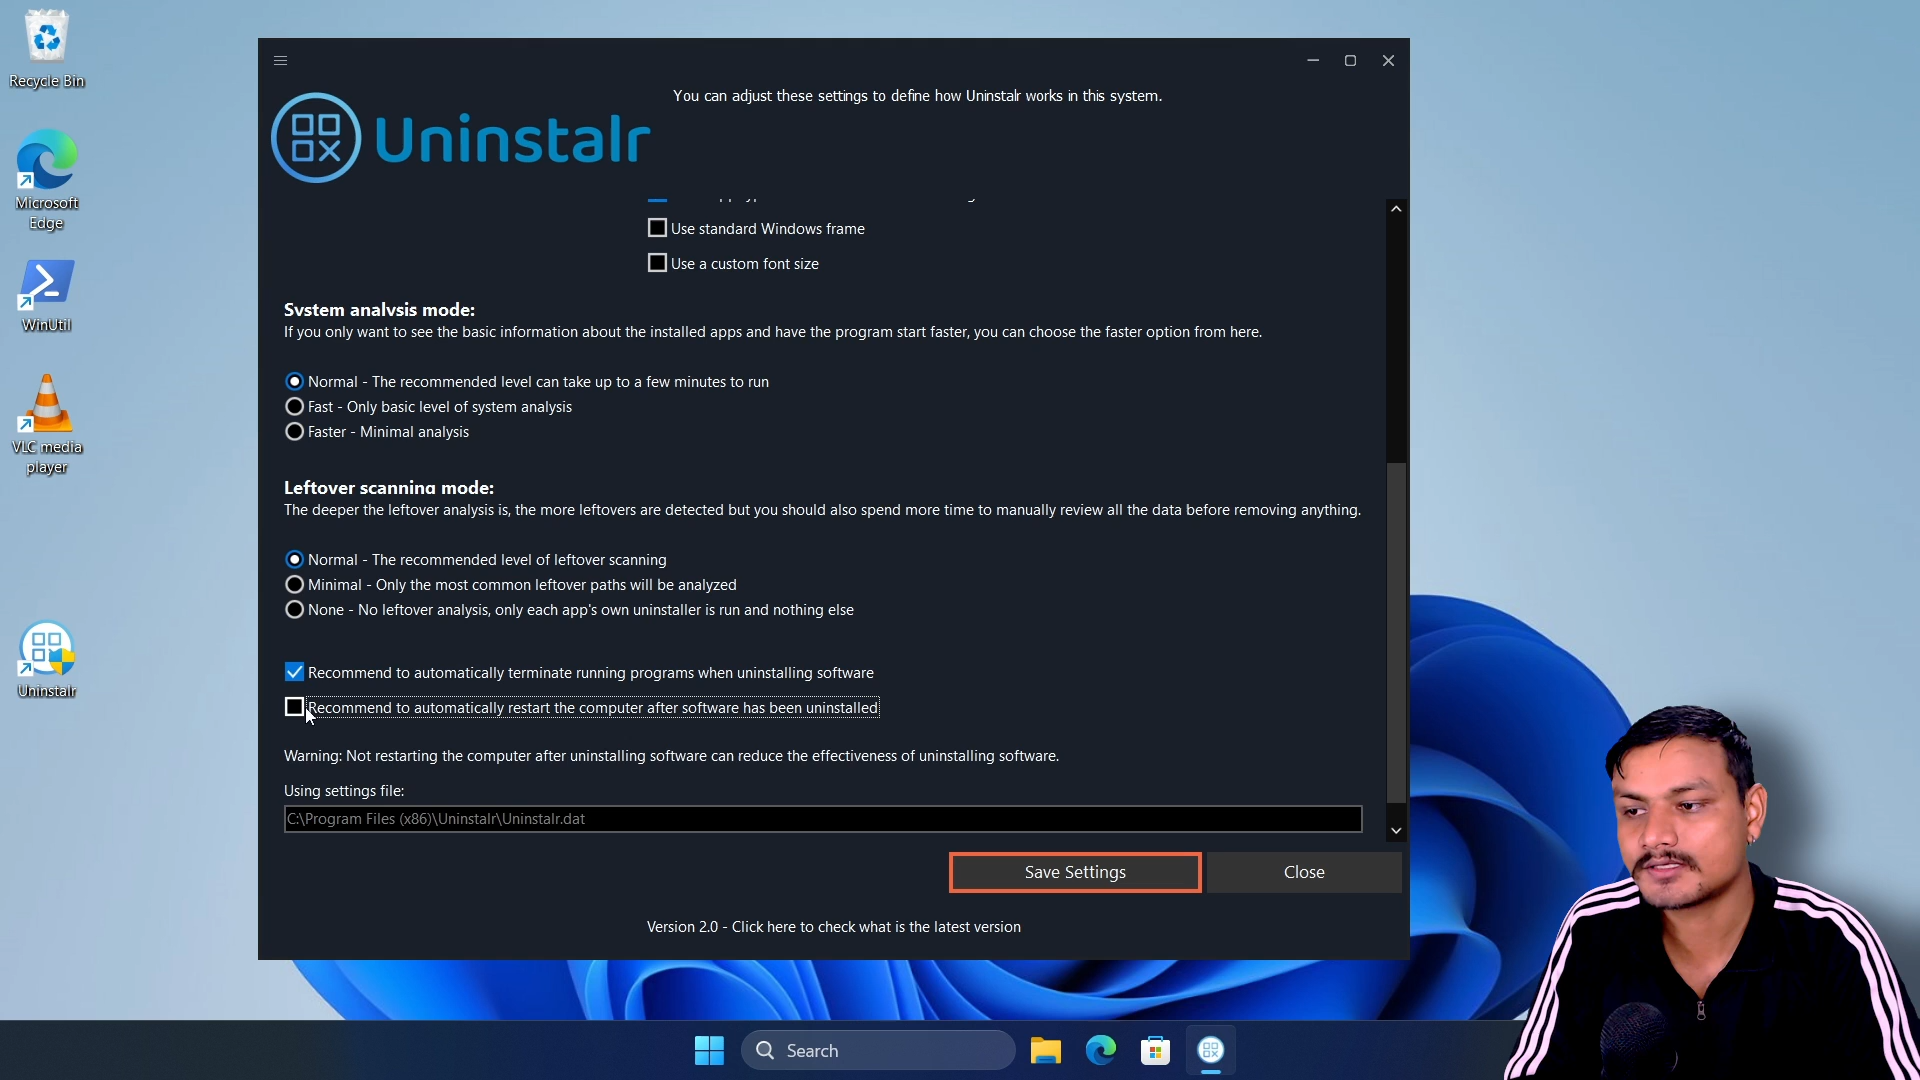 Recycle Bin
Microsoft
Edge
WinUtil
VLC media
player
Uninstalr
You can adjust these settings to define how Uninstalr works in this system.
Uninstalr
Use standard Windows frame
Use a custom font size
System analysis mode:
If you only want to see the basic information about the installed apps and have the program start faster, you can choose the faster option from here.
Normal - The recommended level can take up to a few minutes to run
Fast - Only basic level of system analysis
Faster - Minimal analysis
Leftover scanning mode:
The deeper the leftover analysis is, the more leftovers are detected but you should also spend more time to manually review all the data before removing anything.
Normal - The recommended level of leftover scanning
Minimal - Only the most common leftover paths will be analyzed
None - No leftover analysis, only each app's own uninstaller is run and nothing else
Recommend to automatically terminate running programs when uninstalling software
Recommend to automatically restart the computer after software has been uninstalled
Warning: Not restarting the computer after uninstalling software can reduce the effectiveness of uninstalling software.
Using settings file:
C:\Program Files (x86)\Uninstalr\Uninstalr.dat
Save Settings
Close
Version 2.0 - Click here to check what is the latest version
Search